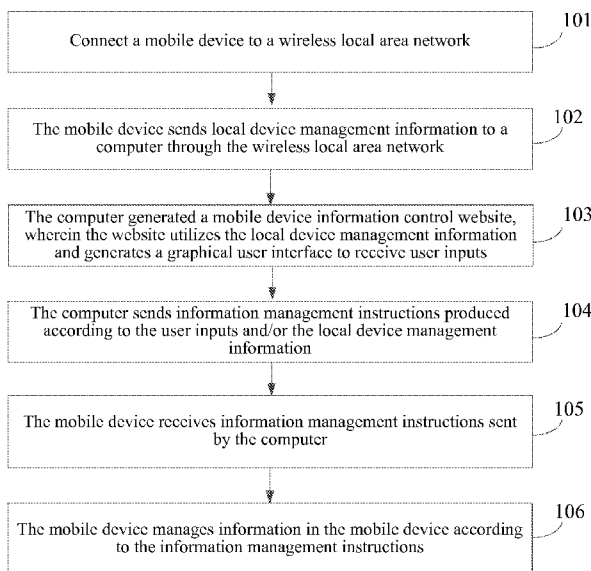 Connect a mobile device to a wireless local area network
101
The mobile device sends local device management information to a
computer through the wireless local area network
102
The computer generated a mobile device information control website,
wherein the website utilizes the local device management information
and generates a graphical user interface to receive user inputs
103
The computer sends information management instructions produced
according to the user inputs and/or the local device management
information
104
The mobile device receives information management instructions sent
by the computer
105
The mobile device manages information in the mobile device according
to the information management instructions
106